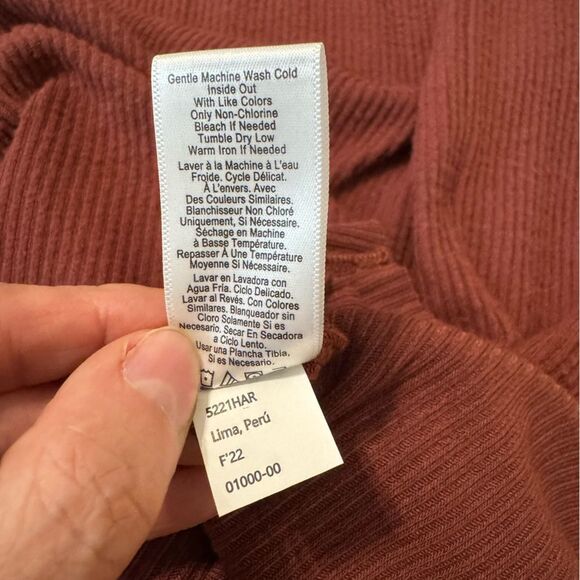 Gentle Machine Wash Cold
Inside Out
With Like Colors
Only Non-Chlorine
Bleach If Needed
Tumble Dry Low
Warm Iron If Needed
Laver à la Machine à L'eau
Froide. Cycle Délicat.
À L'envers. Avec
Des Couleurs Similaires.
Blanchisseur Non Chloré
Uniquement, Si Nécessaire.
Séchage en Machine
à Basse Température.
Repasser À Une Température
Moyenne Si Nécessaire.
Lavar en Lavadora con
Agua Fría. Ciclo Delicado.
Lavar al Revés. Con Colores
Similares. Blanqueador sin
Cloro Solamente Si es
Necesario. Secar En Secadora
a Ciclo Lento.
Usar una Plancha Tibia.
Si es Necesario.
5221HAR
Lima, Perú
F'22
01000-00